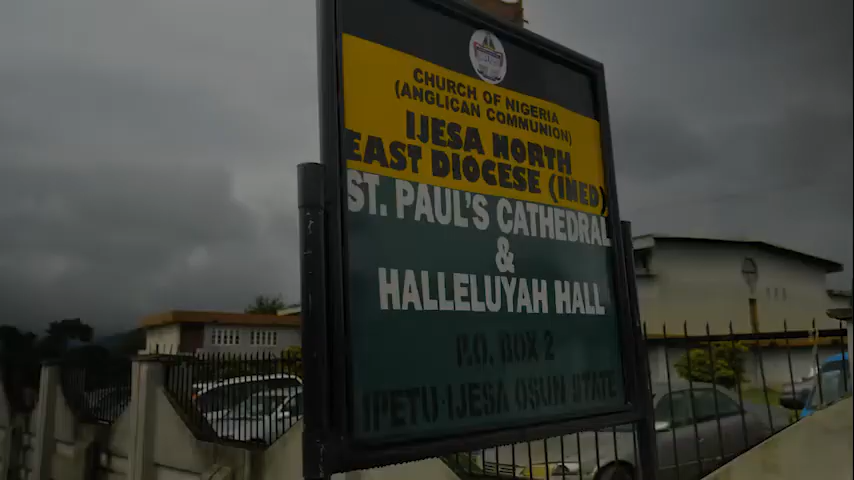 CHURCH OF NIGERIA
(ANGLICAN COMMUNION)
IJESA NORTH
EAST DIOCESE (INED)
ST. PAUL'S CATHEDRAL
&
HALLELUYAH HALL
P.O. BOX 2
IPETU-IJESA OSUN STATE